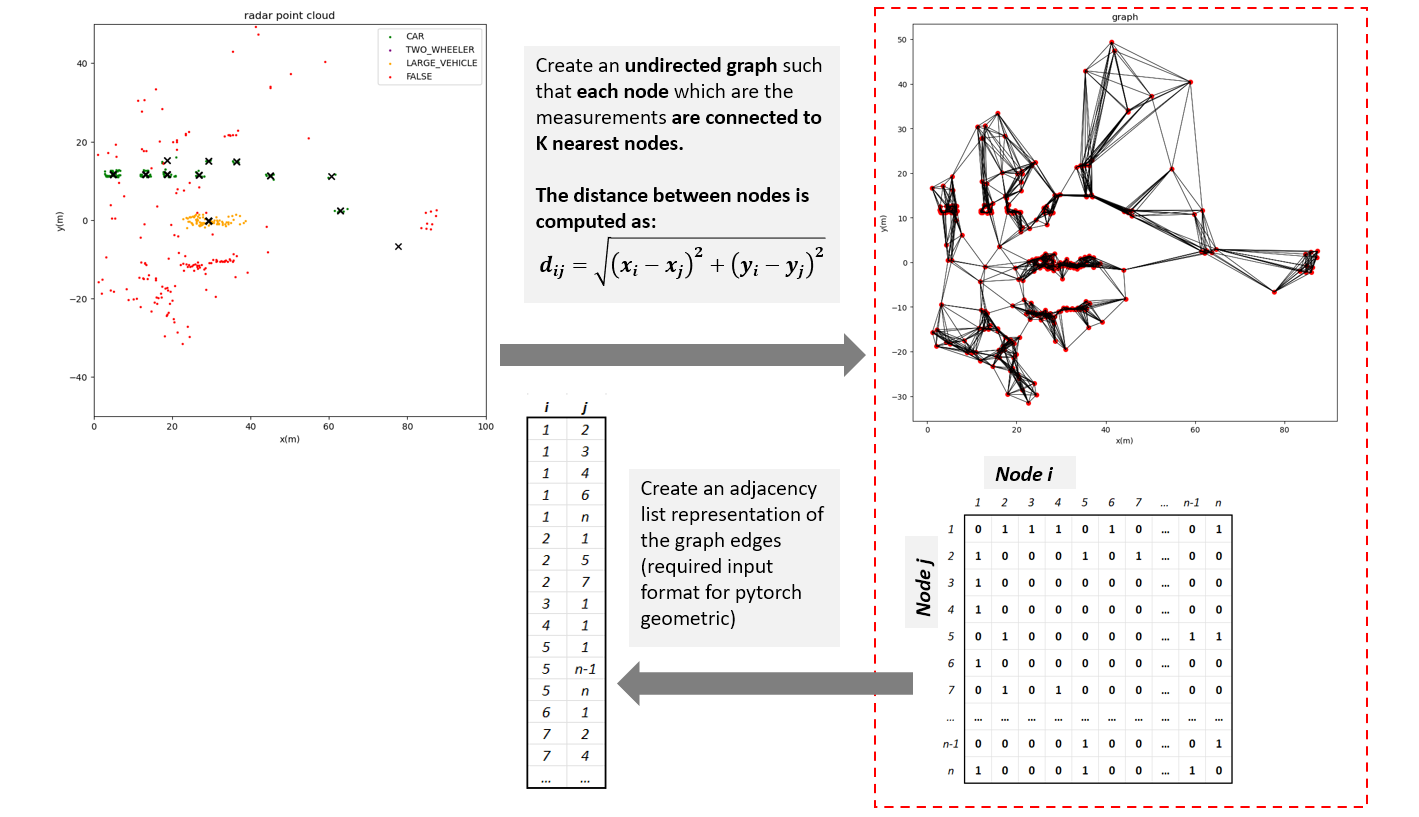 radar point cloud
CAR
TWO_WHEELER
LARGE_VEHICLE
FALSE
40
20
0
−20
−40
y(m)
0 20 40 60 80 100
x(m)
Create an undirected graph such
that each node which are the
measurements are connected to
K nearest nodes.
The distance between nodes is
computed as:
d_ij = √((x_i − x_j)^2 + (y_i − y_j)^2)
graph
50
40
30
20
10
0
−10
−20
−30
y(m)
0 20 40 60 80
x(m)
i j
1 2
1 3
1 4
1 6
1 n
2 1
2 5
2 7
3 1
4 1
5 1
5 n-1
5 n
6 1
7 2
7 4
... ...
Create an adjacency
list representation of
the graph edges
(required input
format for pytorch
geometric)
Node i
Node j
1 2 3 4 5 6 7 ... n-1 n
1 0 1 1 1 0 1 0 ... 0 1
2 1 0 0 0 1 0 1 ... 0 0
3 1 0 0 0 0 0 0 ... 0 0
4 1 0 0 0 0 0 0 ... 0 0
5 0 1 0 0 0 0 0 ... 1 1
6 1 0 0 0 0 0 0 ... 0 0
7 0 1 0 1 0 0 0 ... 0 0
... ... ... ... ... ... ... ... ... ... ...
n-1 0 0 0 0 1 0 0 ... 0 1
n 1 0 0 0 1 0 0 ... 1 0